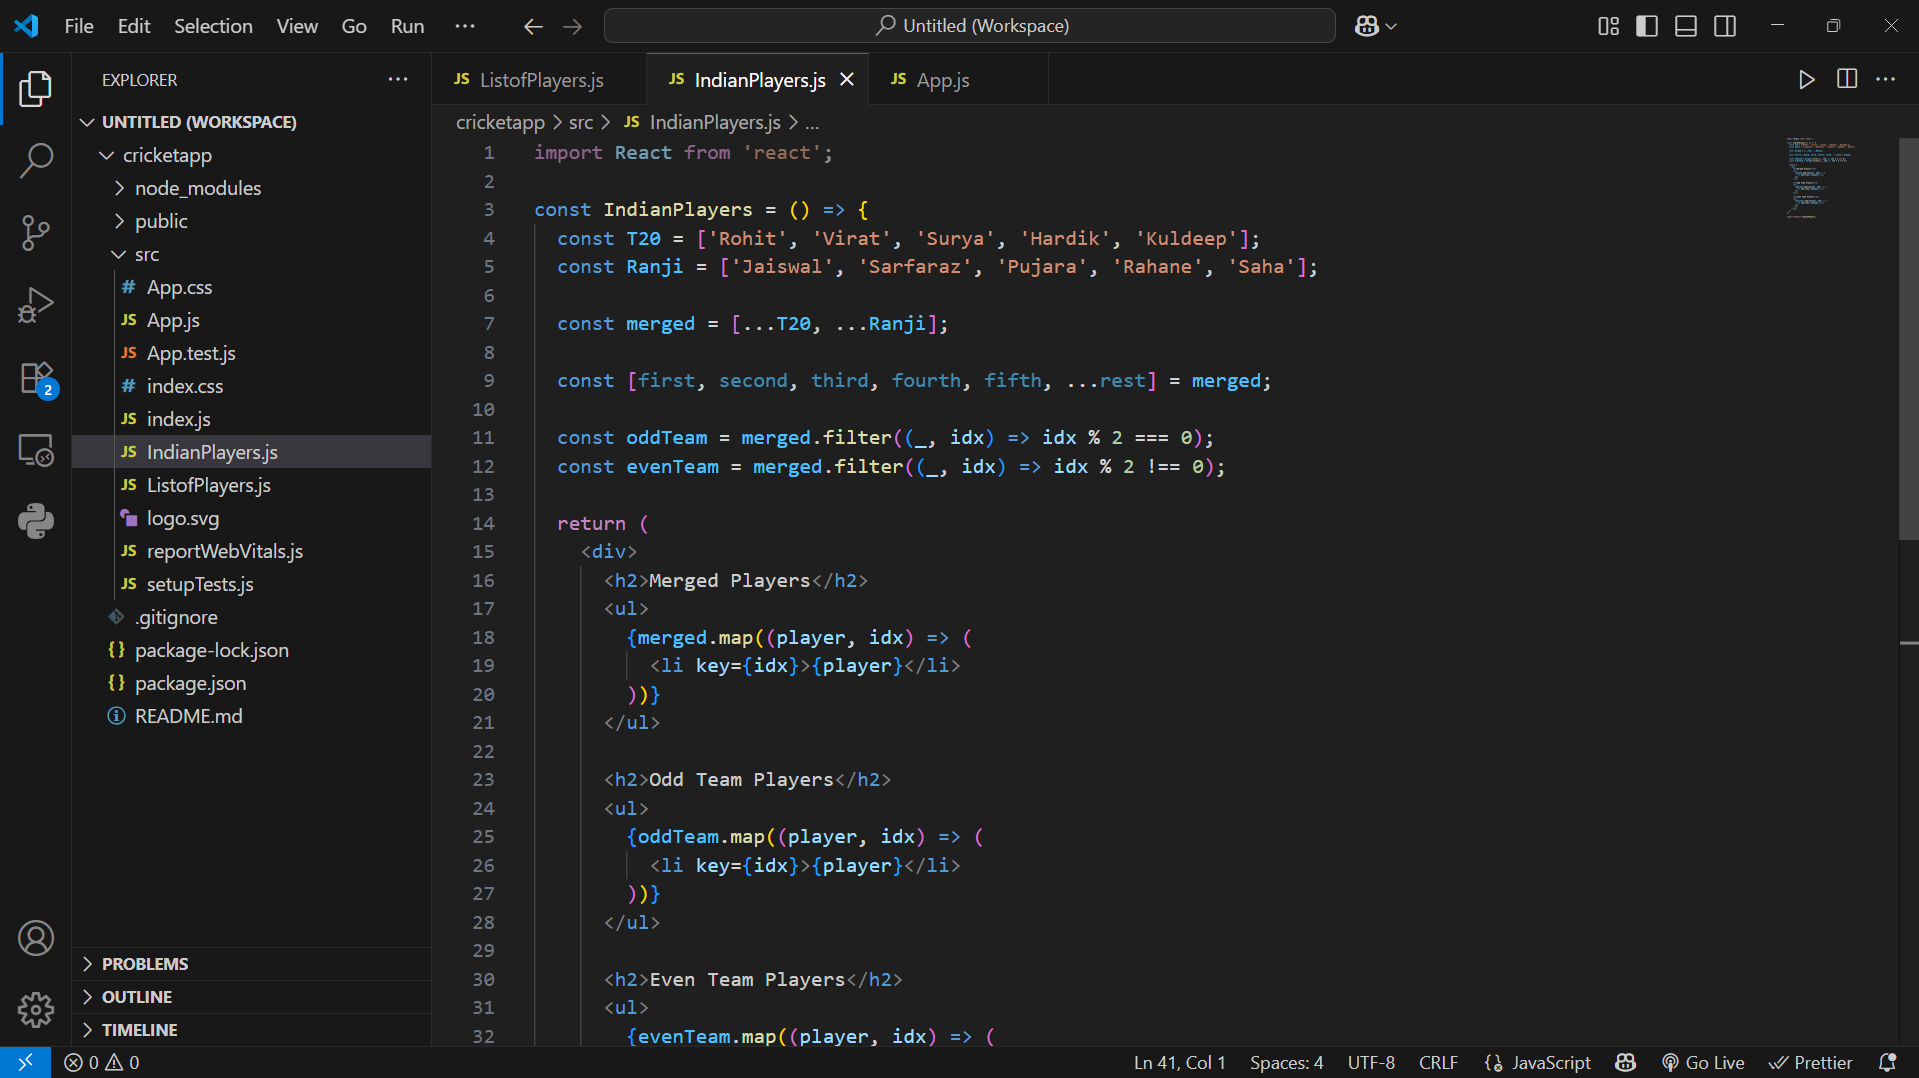 File Edit Selection View Go Run ··· Untitled (Workspace)
EXPLORER ···
UNTITLED (WORKSPACE)
cricketapp
node_modules
public
src
# App.css
JS App.js
JS App.test.js
# index.css
JS index.js
JS IndianPlayers.js
JS ListofPlayers.js
logo.svg
JS reportWebVitals.js
JS setupTests.js
.gitignore
{} package-lock.json
{} package.json
README.md
2
PROBLEMS
OUTLINE
TIMELINE
JS ListofPlayers.js JS IndianPlayers.js JS App.js
cricketapp > src > JS IndianPlayers.js > ...
1 import React from 'react';
2
3 const IndianPlayers = () => {
4 const T20 = ['Rohit', 'Virat', 'Surya', 'Hardik', 'Kuldeep'];
5 const Ranji = ['Jaiswal', 'Sarfaraz', 'Pujara', 'Rahane', 'Saha'];
6
7 const merged = [...T20, ...Ranji];
8
9 const [first, second, third, fourth, fifth, ...rest] = merged;
10
11 const oddTeam = merged.filter((_, idx) => idx % 2 === 0);
12 const evenTeam = merged.filter((_, idx) => idx % 2 !== 0);
13
14 return (
15 <div>
16 <h2>Merged Players</h2>
17 <ul>
18 {merged.map((player, idx) => (
19 <li key={idx}>{player}</li>
20 ))}
21 </ul>
22
23 <h2>Odd Team Players</h2>
24 <ul>
25 {oddTeam.map((player, idx) => (
26 <li key={idx}>{player}</li>
27 ))}
28 </ul>
29
30 <h2>Even Team Players</h2>
31 <ul>
32 {evenTeam.map((player, idx) => (
0 0 Ln 41, Col 1 Spaces: 4 UTF-8 CRLF {} JavaScript Go Live Prettier